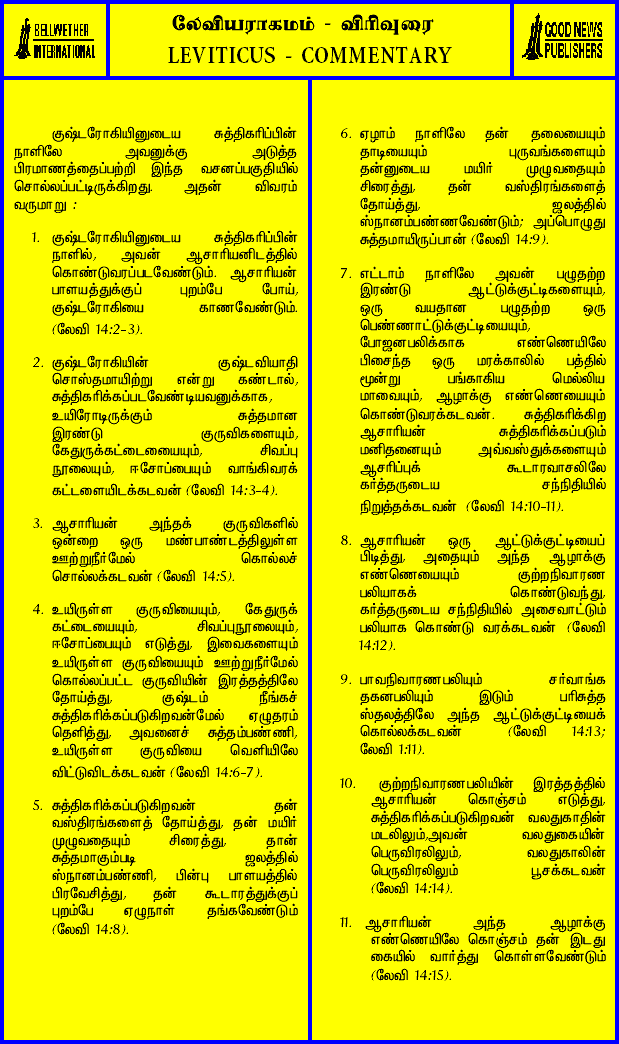 BELLWETHER
INTERNATIONAL
லேவியராகமம் - விரிவுரை
LEVITICUS - COMMENTARY
GOOD NEWS
PUBLISHERS
குஷ்டரோகியினுடைய சுத்திகரிப்பின்
நாளிலே அவனுக்கு அடுத்த
பிரமாணத்தைப்பற்றி இந்த வசனப்பகுதியில்
சொல்லப்பட்டிருக்கிறது. அதன் விவரம்
வருமாறு :
1. குஷ்டரோகியினுடைய சுத்திகரிப்பின்
நாளில், அவன் ஆசாரியனிடத்தில்
கொண்டுவரப்படவேண்டும். ஆசாரியன்
பாளயத்துக்குப் புறம்பே போய்,
குஷ்டரோகியை காணவேண்டும்.
(லேவி 14:2-3).
2. குஷ்டரோகியின் குஷ்டவியாதி
சொஸ்தமாயிற்று என்று கண்டால்,
சுத்திகரிக்கப்படவேண்டியவனுக்காக,
உயிரோடிருக்கும் சுத்தமான
இரண்டு குருவிகளையும்,
கேதுருக்கட்டைையையும், சிவப்பு
நூலையும், ஈசோப்பையும் வாங்கிவரக்
கட்டளையிடக்கடவன் (லேவி 14:3-4).
3. ஆசாரியன் அந்தக் குருவிகளில்
ஒன்றை ஒரு மண்பாண்டத்திலுள்ள
ஊற்றுநீர்மேல் கொல்லச்
சொல்லக்கடவன் (லேவி 14:5).
4. உயிருள்ள குருவியையும், கேதுருக்
கட்டையையும், சிவப்புநூலையும்,
ஈசோப்பையும் எடுத்து, இவைகளையும்
உயிருள்ள குருவியையும் ஊற்றுநீர்மேல்
கொல்லப்பட்ட குருவியின் இரத்தத்திலே
தோய்த்து, குஷ்டம் நீங்கச்
சுத்திகரிக்கப்படுகிறவன்மேல் ஏழுதரம்
தெளித்து, அவனைச் சுத்தம்பண்ணி,
உயிருள்ள குருவியை வெளியிலே
விட்டுவிடக்கடவன் (லேவி 14:6-7).
5. சுத்திகரிக்கப்படுகிறவன் தன்
வஸ்திரங்களைத் தோய்த்து, தன் மயிர்
முழுவதையும் சிரைத்து, தான்
சுத்தமாகும்படி ஜலத்தில்
ஸ்நானம்பண்ணி, பின்பு பாளயத்தில்
பிரவேசித்து, தன் கூடாரத்துக்குப்
புறம்பே ஏழுநாள் தங்கவேண்டும்
(லேவி 14:8).
6. ஏழாம் நாளிலே தன் தலையையும்
தாடியையும் புருவங்களையும்
தன்னுடைய மயிர் முழுவதையும்
சிரைத்து, தன் வஸ்திரங்களைத்
தோய்த்து, ஜலத்தில்
ஸ்நானம்பண்ணவேண்டும்; அப்பொழுது
சுத்தமாயிருப்பான் (லேவி 14:9).
7. எட்டாம் நாளிலே அவன் பழுதற்ற
இரண்டு ஆட்டுக்குட்டிகளையும்,
ஒரு வயதான பழுதற்ற ஒரு
பெண்ணாட்டுக்குட்டியையும்,
போஜனபலிக்காக எண்ணெயிலே
பிசைந்த ஒரு மரக்காலில் பத்தில்
மூன்று பங்காகிய மெல்லிய
மாவையும், ஆழாக்கு எண்ணெயையும்
கொண்டுவரக்கடவன். சுத்திகரிக்கிற
ஆசாரியன் சுத்திகரிக்கப்படும்
மனிதனையும் அவ்வஸ்துக்களையும்
ஆசரிப்புக் கூடாரவாசலிலே
கர்த்தருடைய சந்நிதியில்
நிறுத்தக்கடவன் (லேவி 14:10-11).
8. ஆசாரியன் ஒரு ஆட்டுக்குட்டியைப்
பிடித்து, அதையும் அந்த ஆழாக்கு
எண்ணெயையும் குற்றநிவாரண
பலியாகக் கொண்டுவந்து,
கர்த்தருடைய சந்நிதியில் அசைவாட்டும்
பலியாக கொண்டு வரக்கடவன் (லேவி
14:12).
9. பாவநிவாரணபலியும் சர்வாங்க
தகனபலியும் இடும் பரிசுத்த
ஸ்தலத்திலே அந்த ஆட்டுக்குட்டியைக்
கொல்லக்கடவன் (லேவி 14:13;
லேவி 1:11).
10. குற்றநிவாரணபலியின் இரத்தத்தில்
ஆசாரியன் கொஞ்சம் எடுத்து,
சுத்திகரிக்கப்படுகிறவன் வலதுகாதின்
மடலிலும்,அவன் வலதுகையின்
பெருவிரலிலும், வலதுகாலின்
பெருவிரலிலும் பூசக்கடவன்
(லேவி 14:14).
11. ஆசாரியன் அந்த ஆழாக்கு
எண்ணெயிலே கொஞ்சம் தன் இடது
கையில் வார்த்து கொள்ளவேண்டும்
(லேவி 14:15).